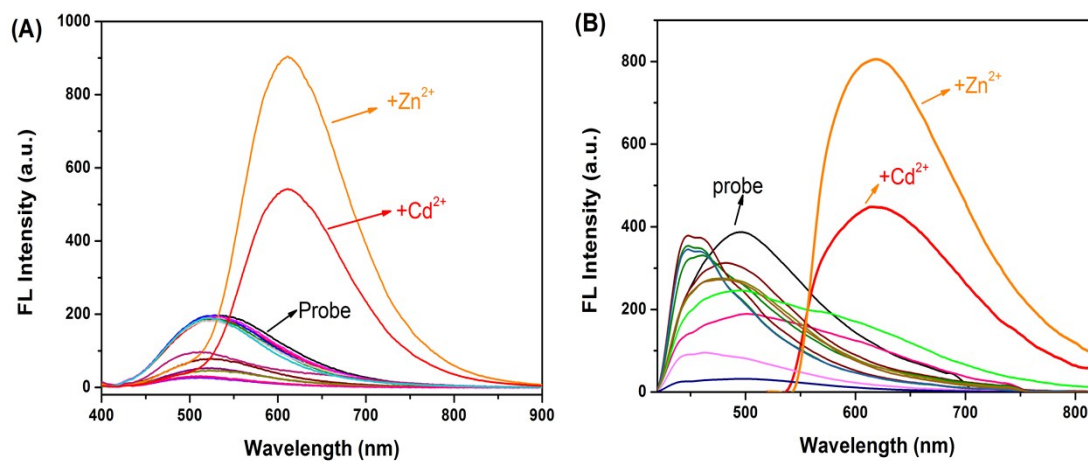 (A)
1000
800
600
400
200
0
FL Intensity (a.u.)
+Zn²⁺
+Cd²⁺
Probe
400 500 600 700 800 900
Wavelength (nm)
(B)
800
600
400
200
0
FL Intensity (a.u.)
+Zn²⁺
+Cd²⁺
probe
500 600 700 800
Wavelength (nm)